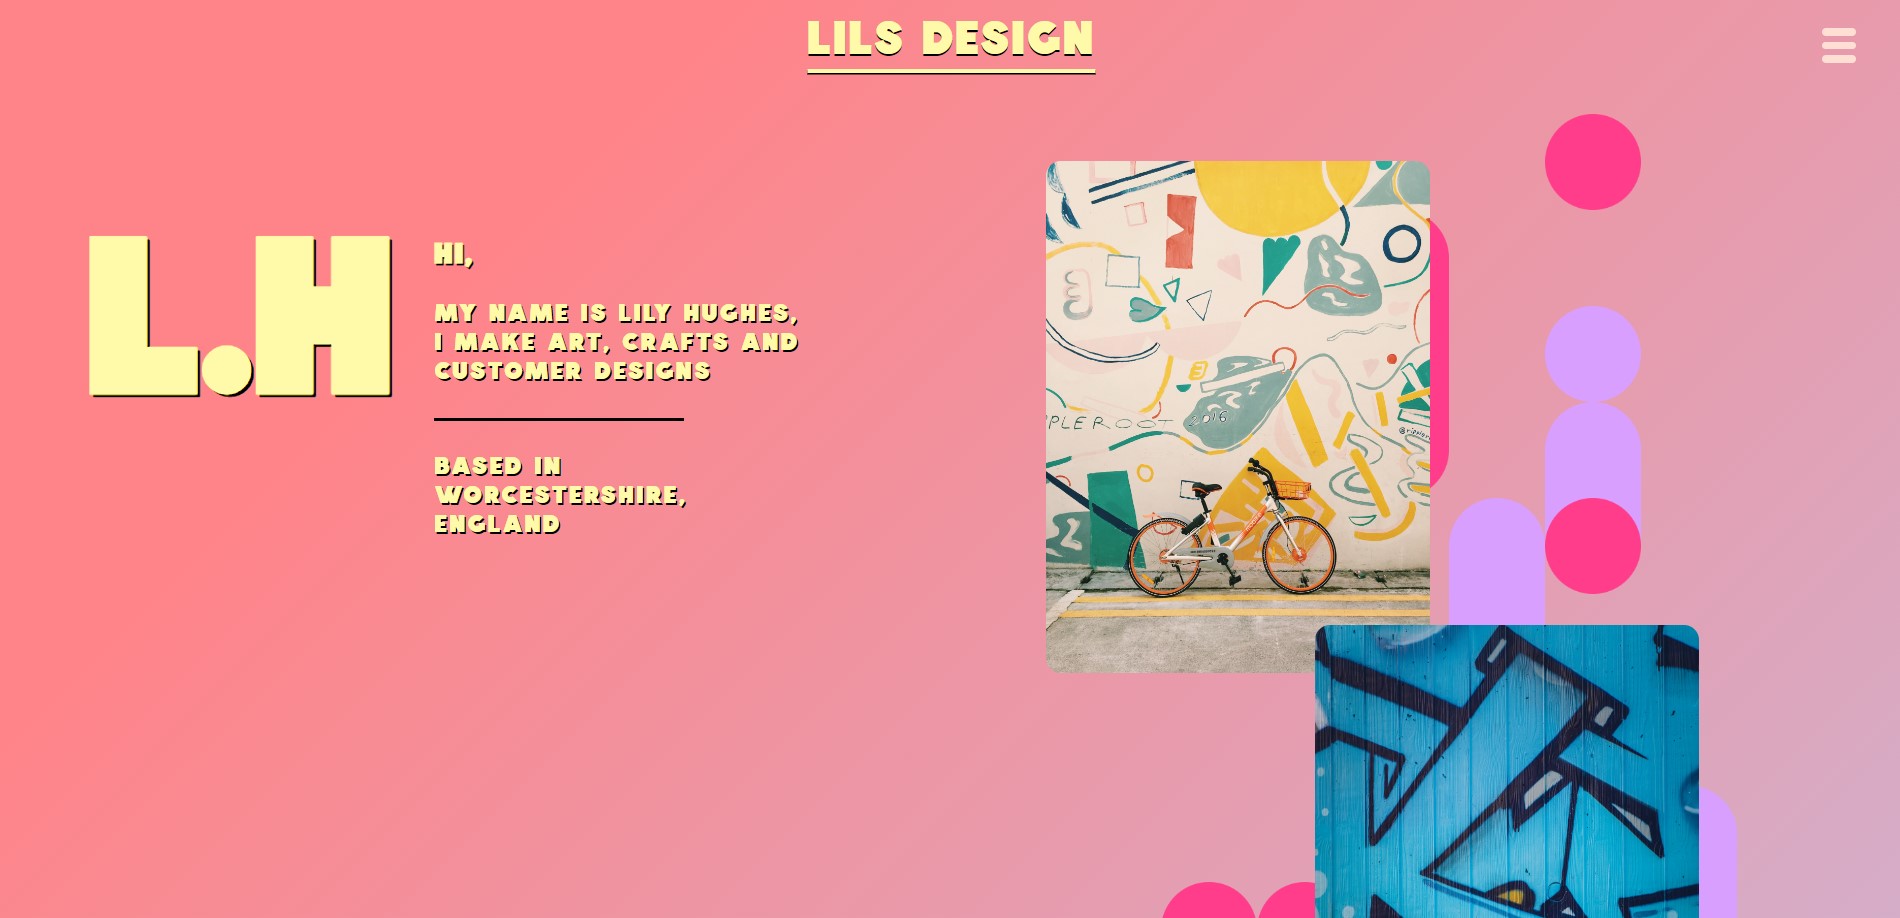 LILS DESIGN
L.H
HI,
MY NAME IS LILY HUGHES,
I MAKE ART, CRAFTS AND
CUSTOMER DESIGNS
BASED IN
WORCESTERSHIRE,
ENGLAND
PLEROOT 2016